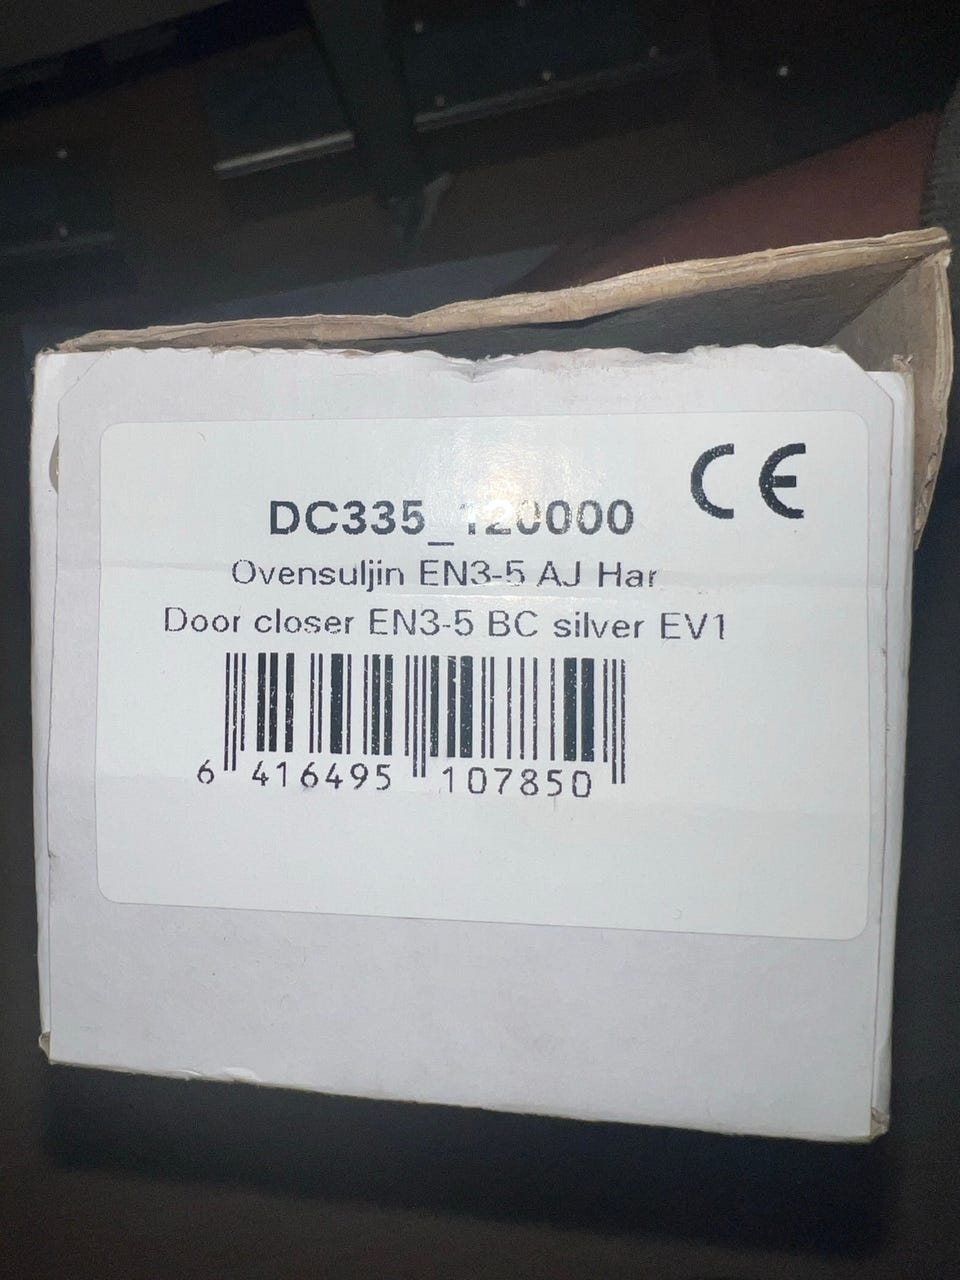 CE
DC335_120000
Ovensuljin EN3-5 AJ Har
Door closer EN3-5 BC silver EV1
6 416495 107850